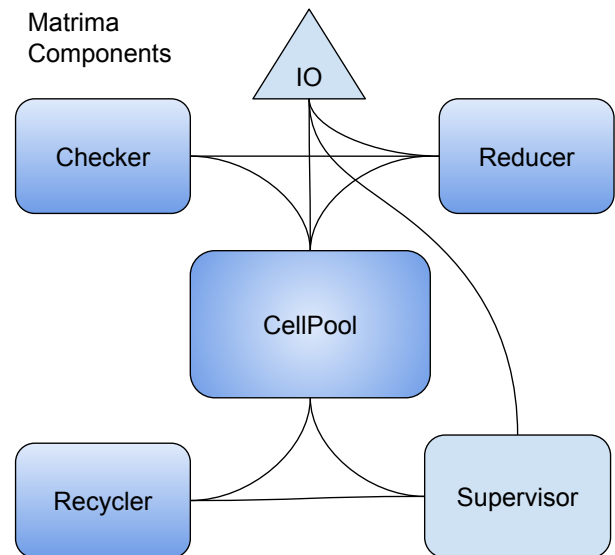 Matrima
Components
IO
Checker
Reducer
CellPool
Recycler
Supervisor